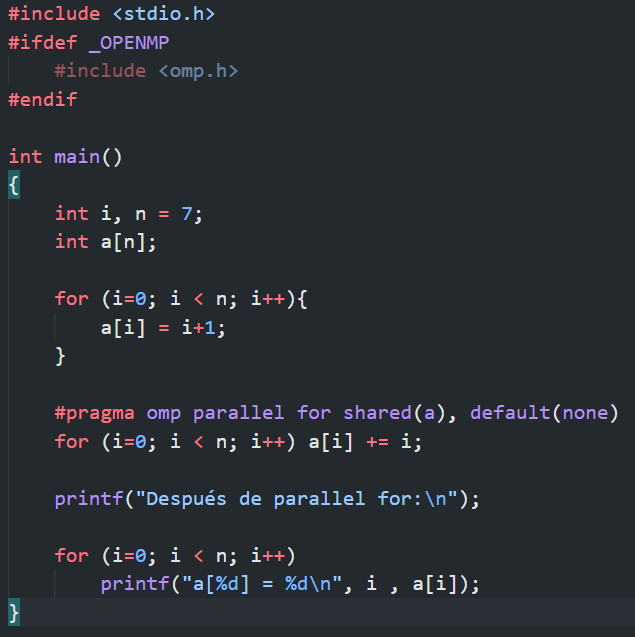 #include <stdio.h>
#ifdef _OPENMP
    #include <omp.h>
#endif

int main()
{
    int i, n = 7;
    int a[n];

    for (i=0; i < n; i++){
        a[i] = i+1;
    }

    #pragma omp parallel for shared(a), default(none)
    for (i=0; i < n; i++) a[i] += i;

    printf("Después de parallel for:\n");

    for (i=0; i < n; i++)
        printf("a[%d] = %d\n", i , a[i]);
}